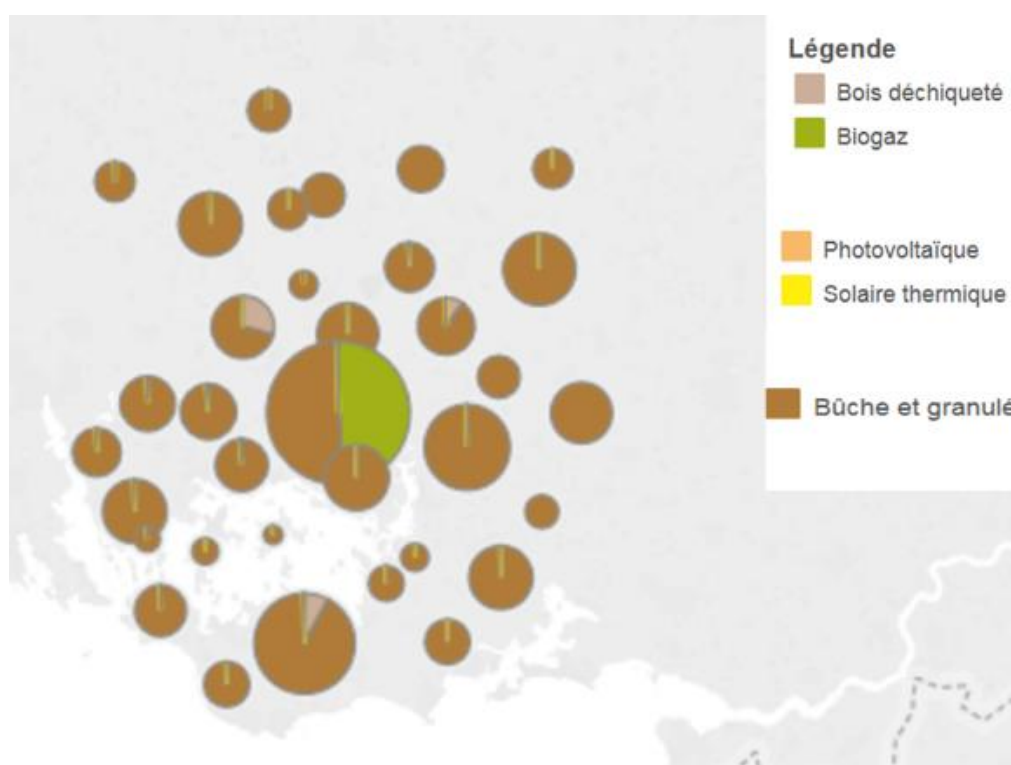 Légende
Bois déchiqueté
Biogaz
Photovoltaïque
Solaire thermique
Bûche et granulé